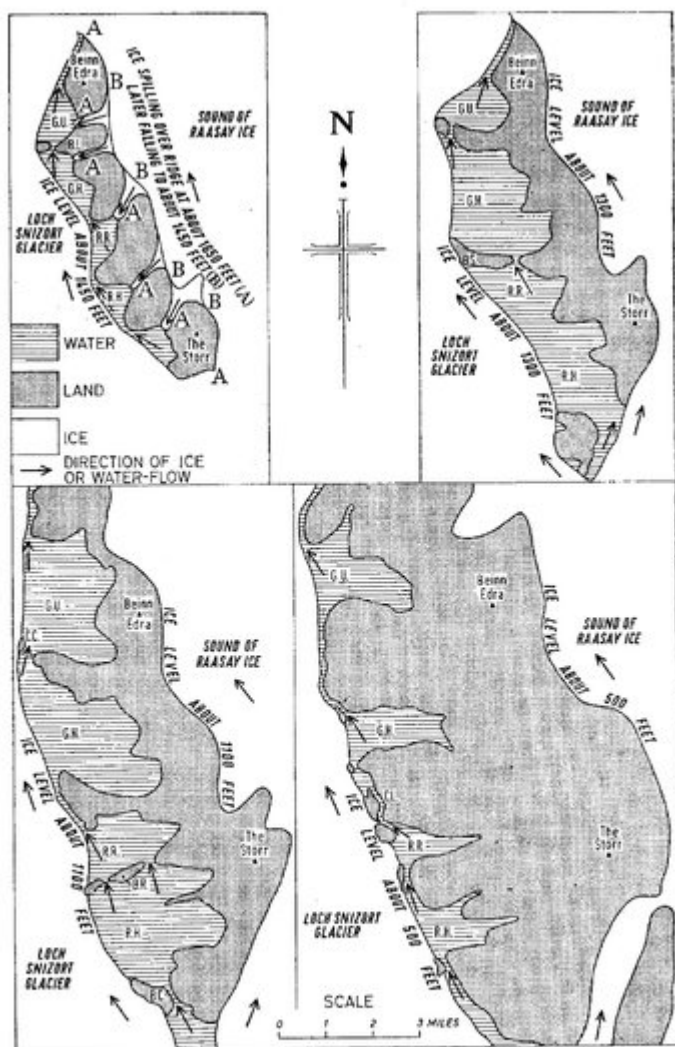 A
Beinn
Edra
B
A
G.U.
ICE SPILLING OVER RIDGE AT ABOUT 1650 FEET (A)
LATER FALLING TO ABOUT 1450 FEET (B)
SOUND OF
RAASAY ICE
A
B
G.R.
LOCH
SNIZORT
GLACIER
ICE LEVEL ABOUT 1450 FEET
R.R.
A
B
A
B
R.H.
A
B
The
Storr
A
WATER
LAND
ICE
DIRECTION OF ICE
OR WATER-FLOW
N
Beinn
Edra
G.U.
ICE LEVEL ABOUT 1300 FEET
SOUND OF
RAASAY ICE
B.S.
R.R.
ICE LEVEL ABOUT 1300 FEET
The
Storr
R.H.
LOCH
SNIZORT
GLACIER
G.U.
Beinn
Edra
ICE LEVEL ABOUT 1100 FEET
SOUND OF
RAASAY ICE
G.R.
ICE LEVEL ABOUT 1100 FEET
The
Storr
R.R.
B.R.
R.H.
LOCH
SNIZORT
GLACIER
G.U.
Beinn
Edra
ICE LEVEL ABOUT 500 FEET
SOUND OF
RAASAY ICE
G.R.
ICE LEVEL ABOUT 500 FEET
R.R.
The
Storr
LOCH SNIZORT
GLACIER
R.H.
SCALE
0 1 2 3 MILES